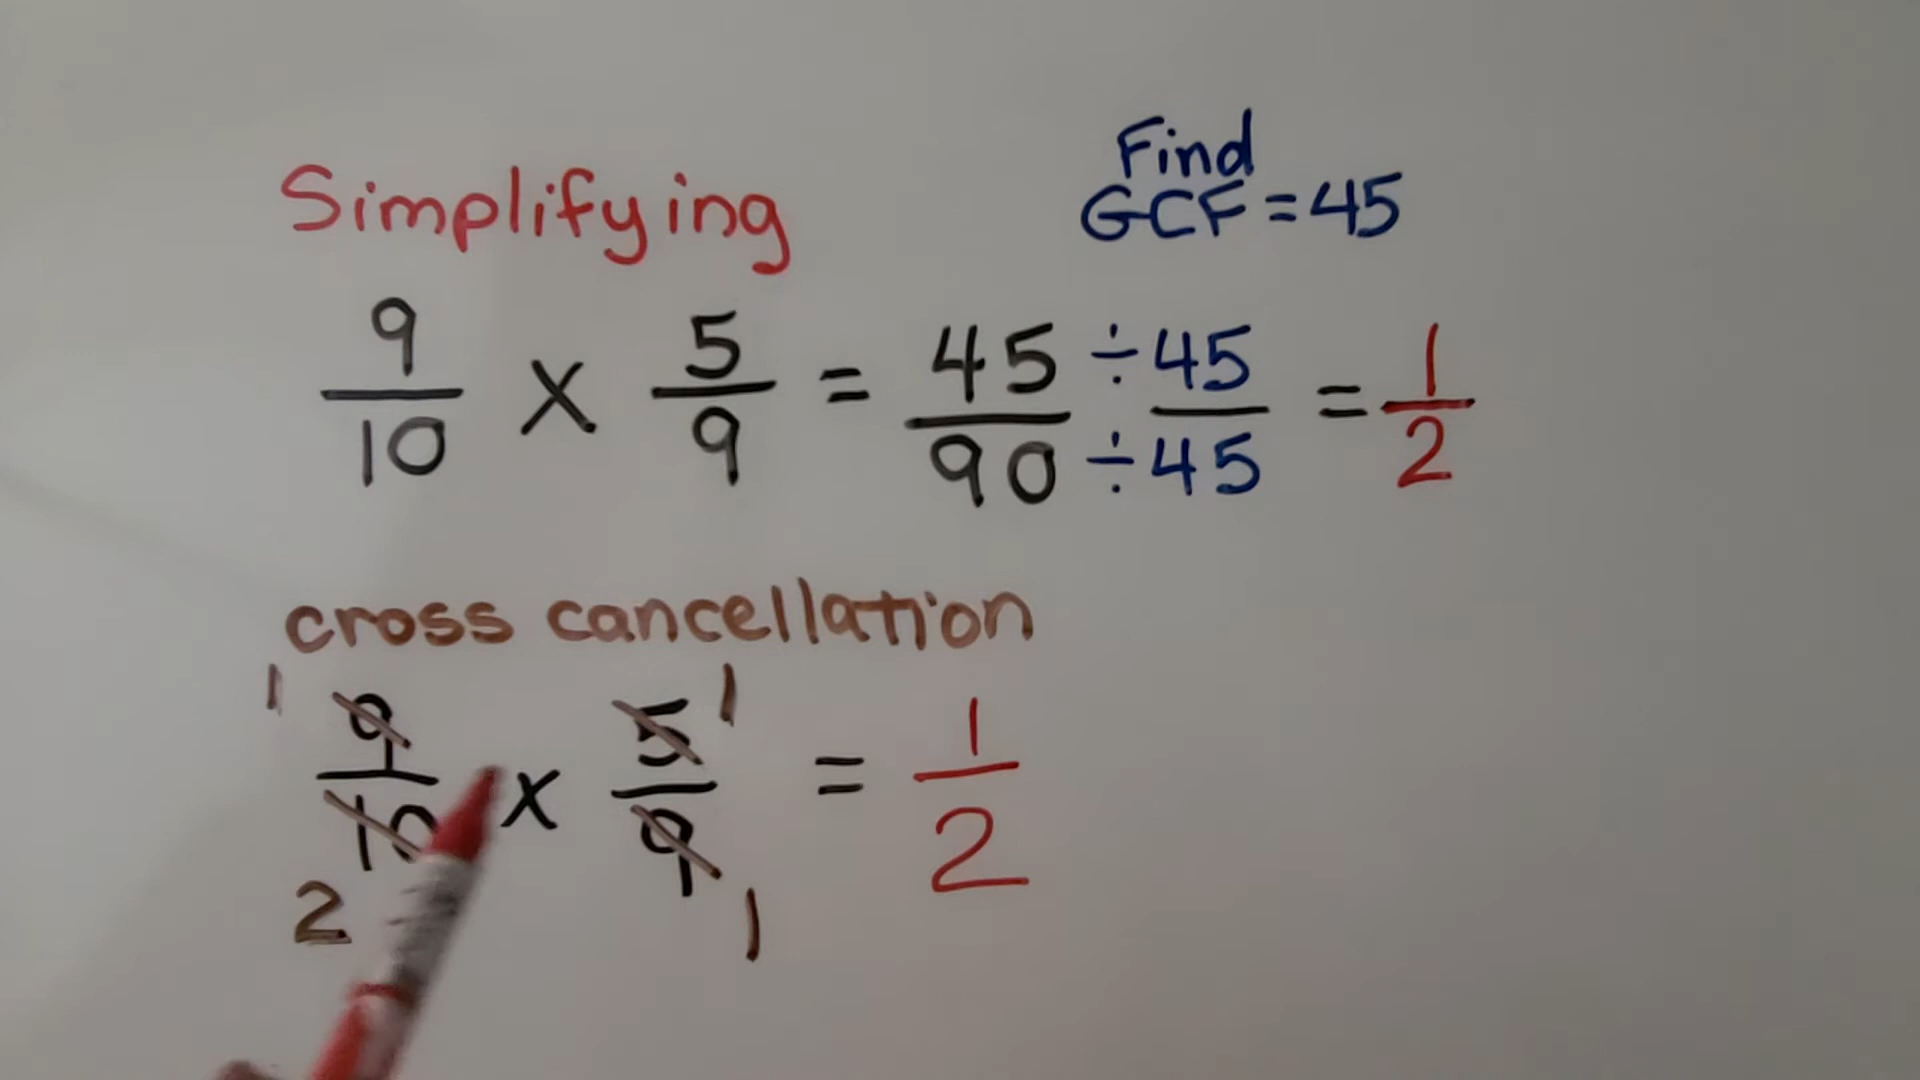 Find
Simplifying GCF = 45
9/10 x 5/9 = 45/90 ÷45/÷45 = 1/2
cross cancellation
1 1
9/10 x 5/9 = 1/2
2 1